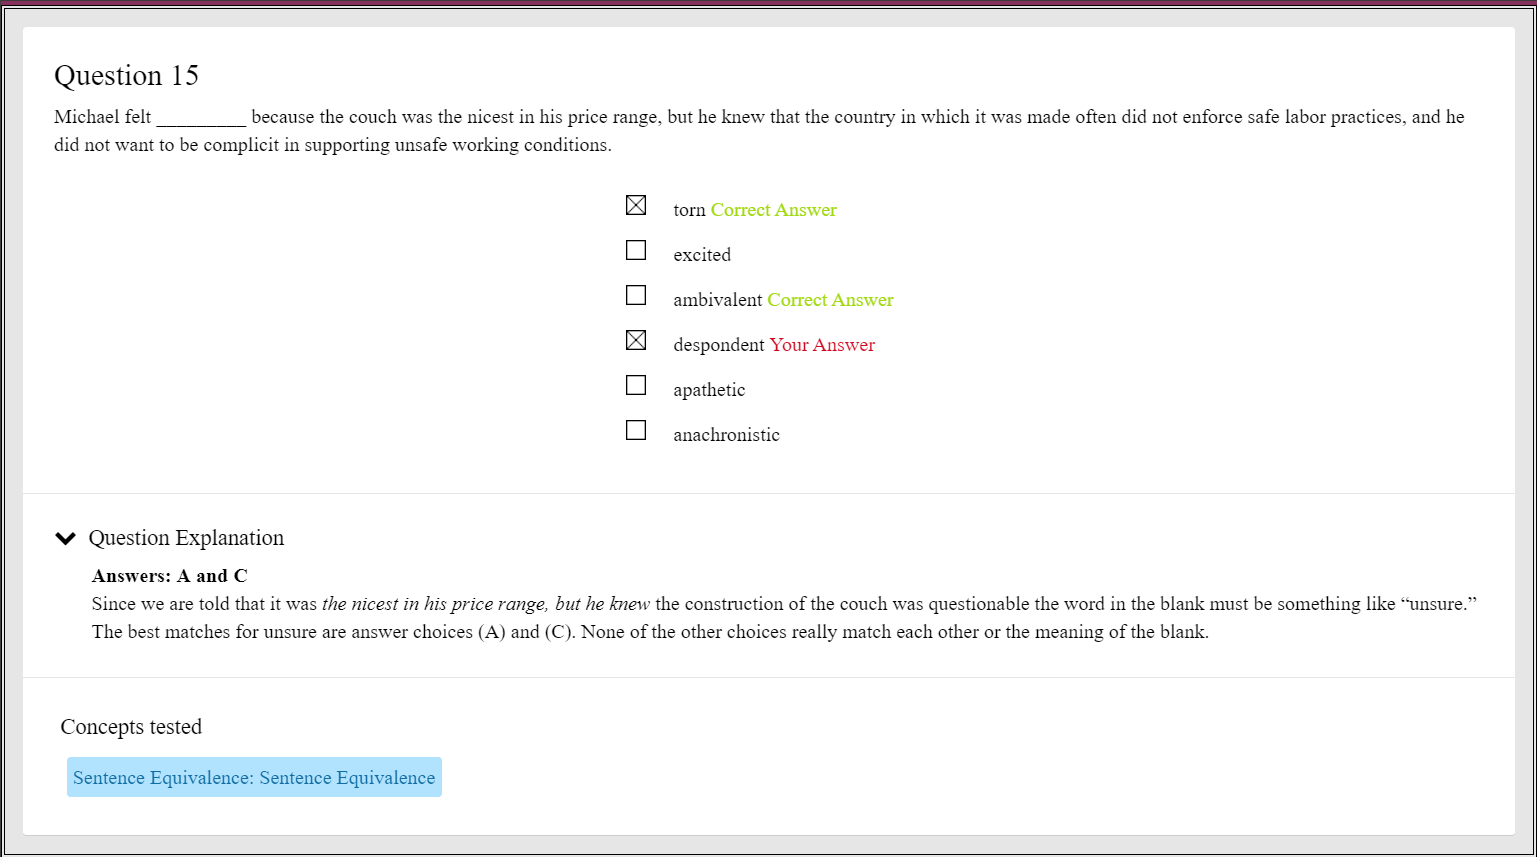 Question 15
Michael felt _________ because the couch was the nicest in his price range, but he knew that the country in which it was made often did not enforce safe labor practices, and he
did not want to be complicit in supporting unsafe working conditions.
torn Correct Answer
excited
ambivalent Correct Answer
despondent Your Answer
apathetic
anachronistic
Question Explanation
Answers: A and C
Since we are told that it was the nicest in his price range, but he knew the construction of the couch was questionable the word in the blank must be something like “unsure.”
The best matches for unsure are answer choices (A) and (C). None of the other choices really match each other or the meaning of the blank.
Concepts tested
Sentence Equivalence: Sentence Equivalence